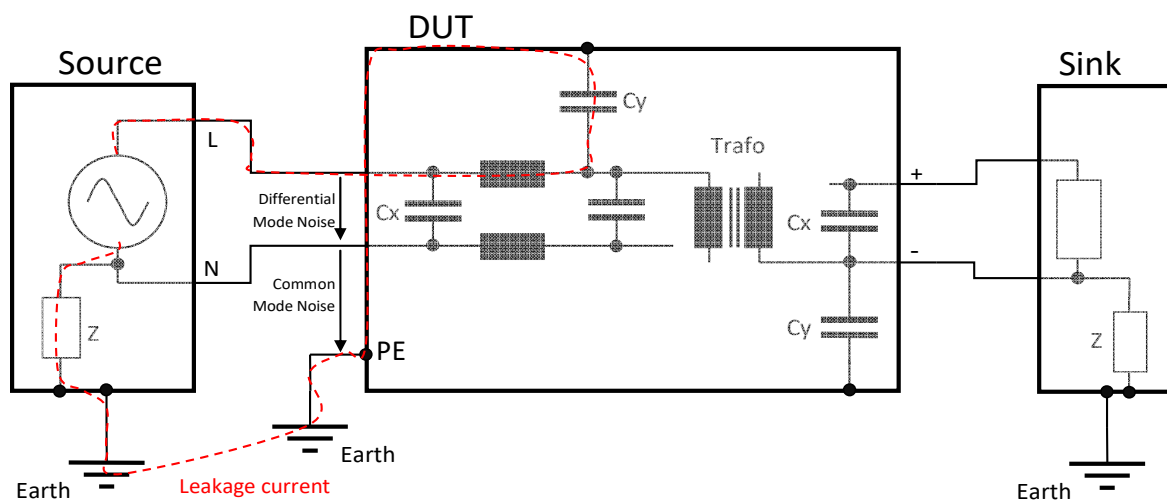 DUT
Source
Sink
Cy
L
Trafo
+
Differential
Mode Noise
Cx
Cx
-
N
Common
Mode Noise
Cy
Z
PE
Z
Earth
Earth
Leakage current
Earth